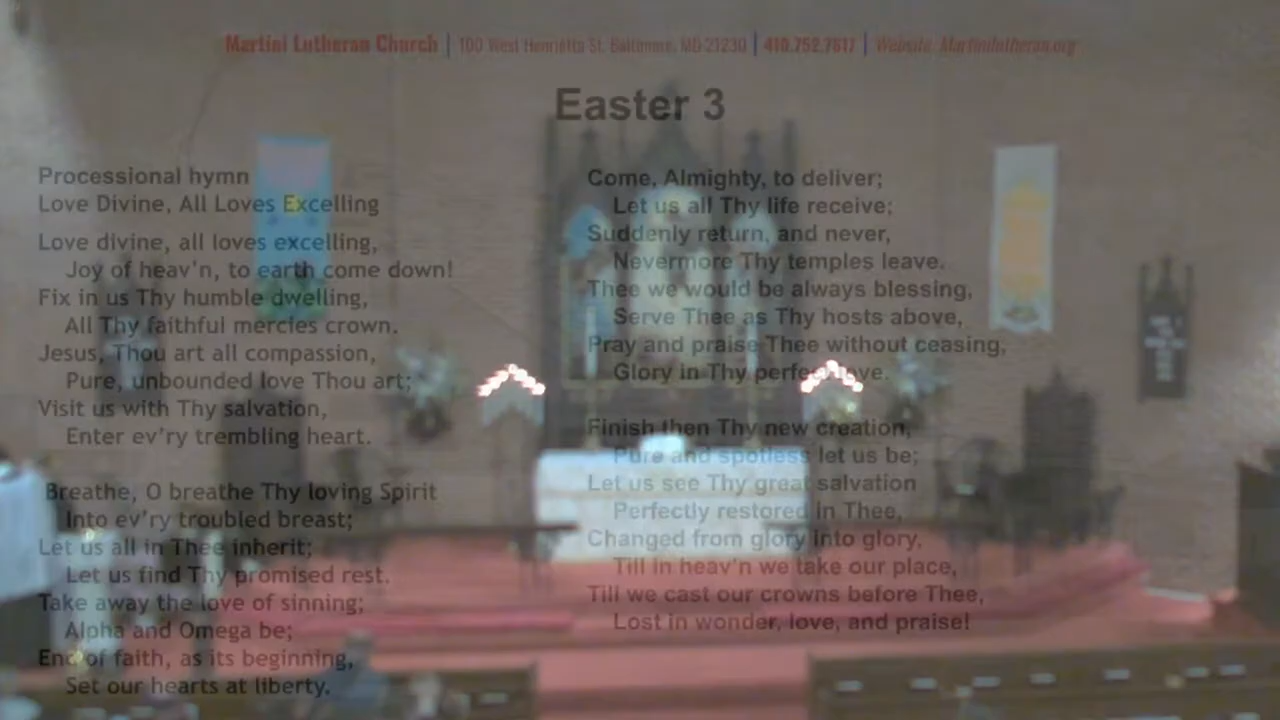 Martini Lutheran Church | 100 West Henrietta St. Baltimore, MD 21230 | 410.752.7817 | Website: Martinilutheran.org
Easter 3
Processional hymn
Love Divine, All Loves Excelling
Love divine, all loves excelling,
Joy of heav'n, to earth come down!
Fix in us Thy humble dwelling,
All Thy faithful mercies crown.
Jesus, Thou art all compassion,
Pure, unbounded love Thou art;
Visit us with Thy salvation,
Enter ev'ry trembling heart.
Breathe, O breathe Thy loving Spirit
Into ev'ry troubled breast;
Let us all in Thee inherit;
Let us find Thy promised rest.
Take away the love of sinning;
Alpha and Omega be;
End of faith, as its beginning,
Set our hearts at liberty.
Come, Almighty, to deliver;
Let us all Thy life receive;
Suddenly return, and never,
Nevermore Thy temples leave.
Thee we would be always blessing,
Serve Thee as Thy hosts above,
Pray and praise Thee without ceasing,
Glory in Thy perfect love.
Finish then Thy new creation,
Pure and spotless let us be;
Let us see Thy great salvation
Perfectly restored in Thee,
Changed from glory into glory,
Till in heav'n we take our place,
Till we cast our crowns before Thee,
Lost in wonder, love, and praise!